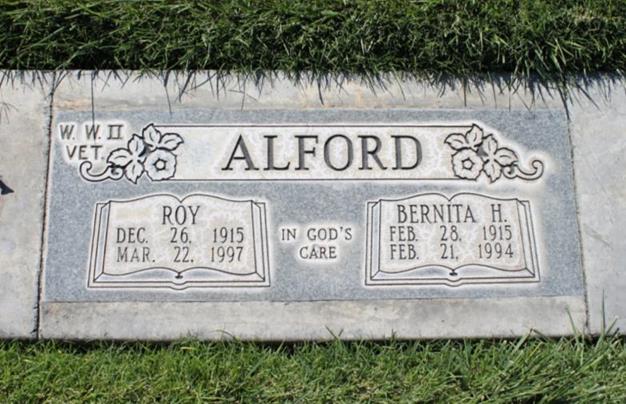 W. W. II
VET.
ALFORD
ROY
DEC. 26, 1915
MAR. 22, 1997
IN GOD'S
CARE
BERNITA H.
FEB. 28, 1915
FEB. 21, 1994